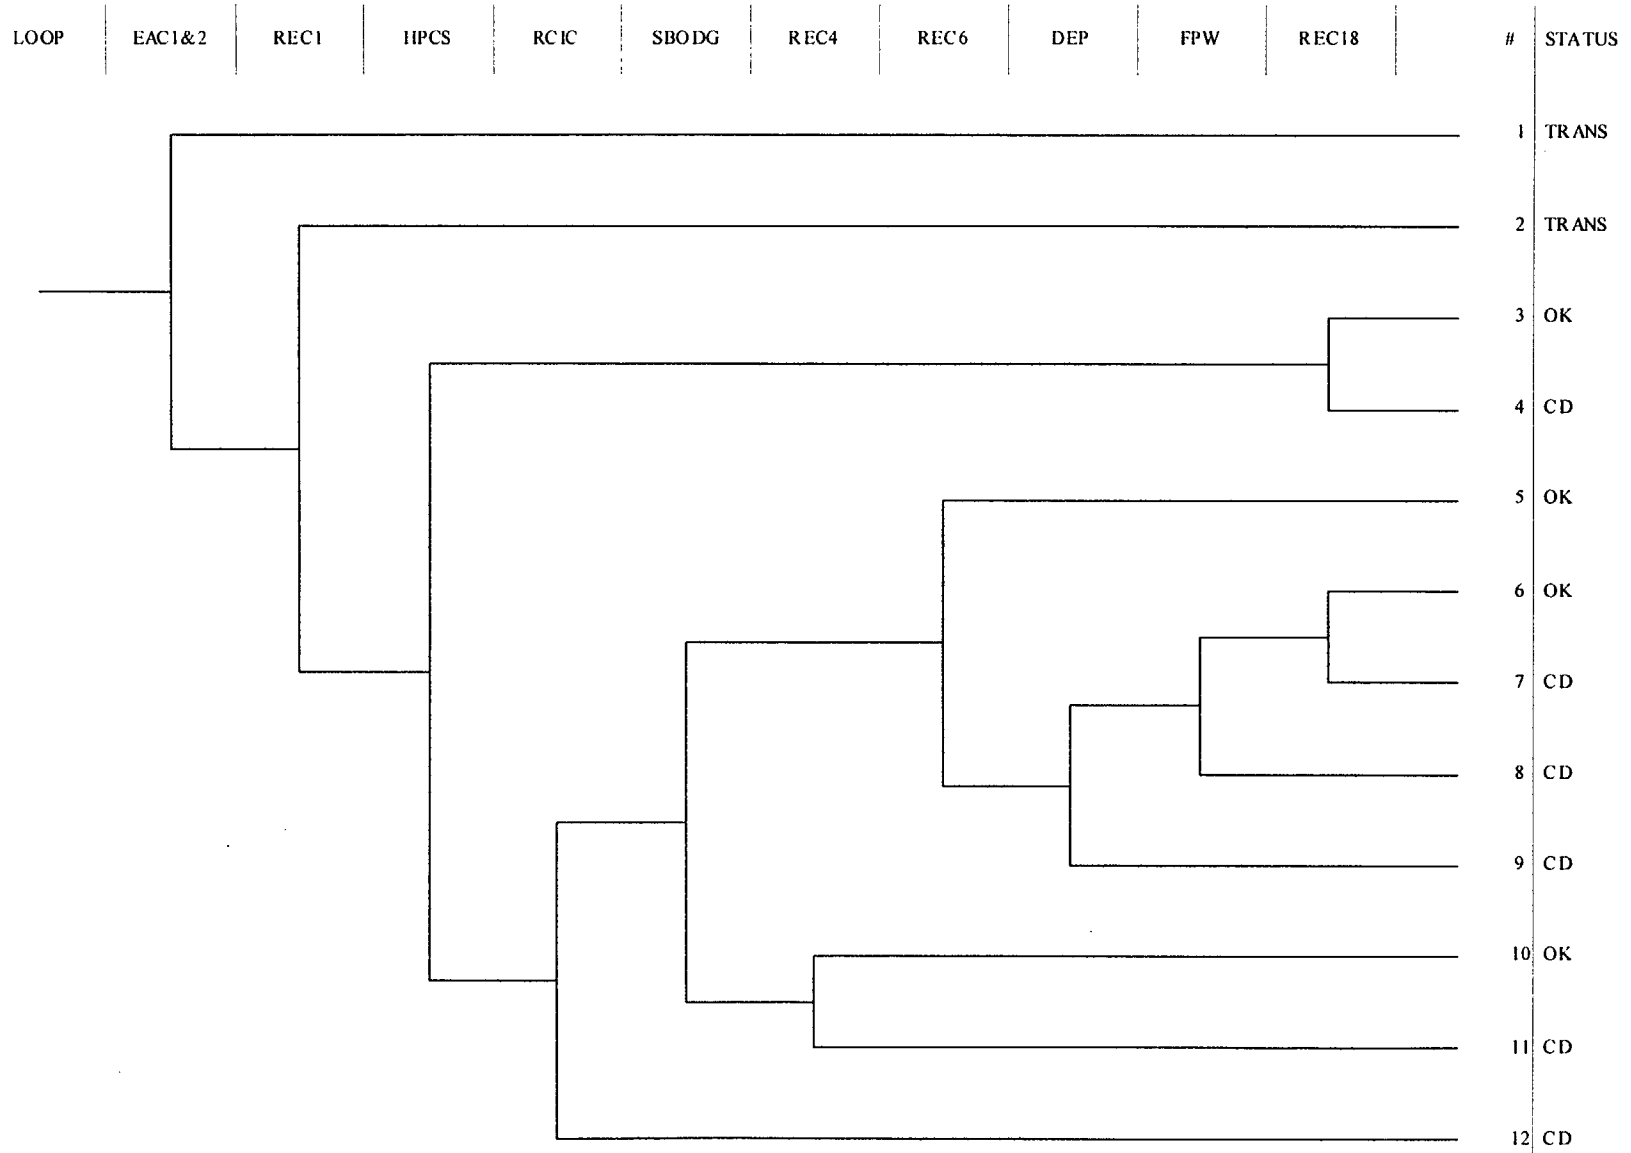 LOOP EAC1&2 REC1 HPCS RCIC SBODG REC4 REC6 DEP FPW REC18 # STATUS
1 TRANS
2 TRANS
3 OK
4 CD
5 OK
6 OK
7 CD
8 CD
9 CD
10 OK
11 CD
12 CD